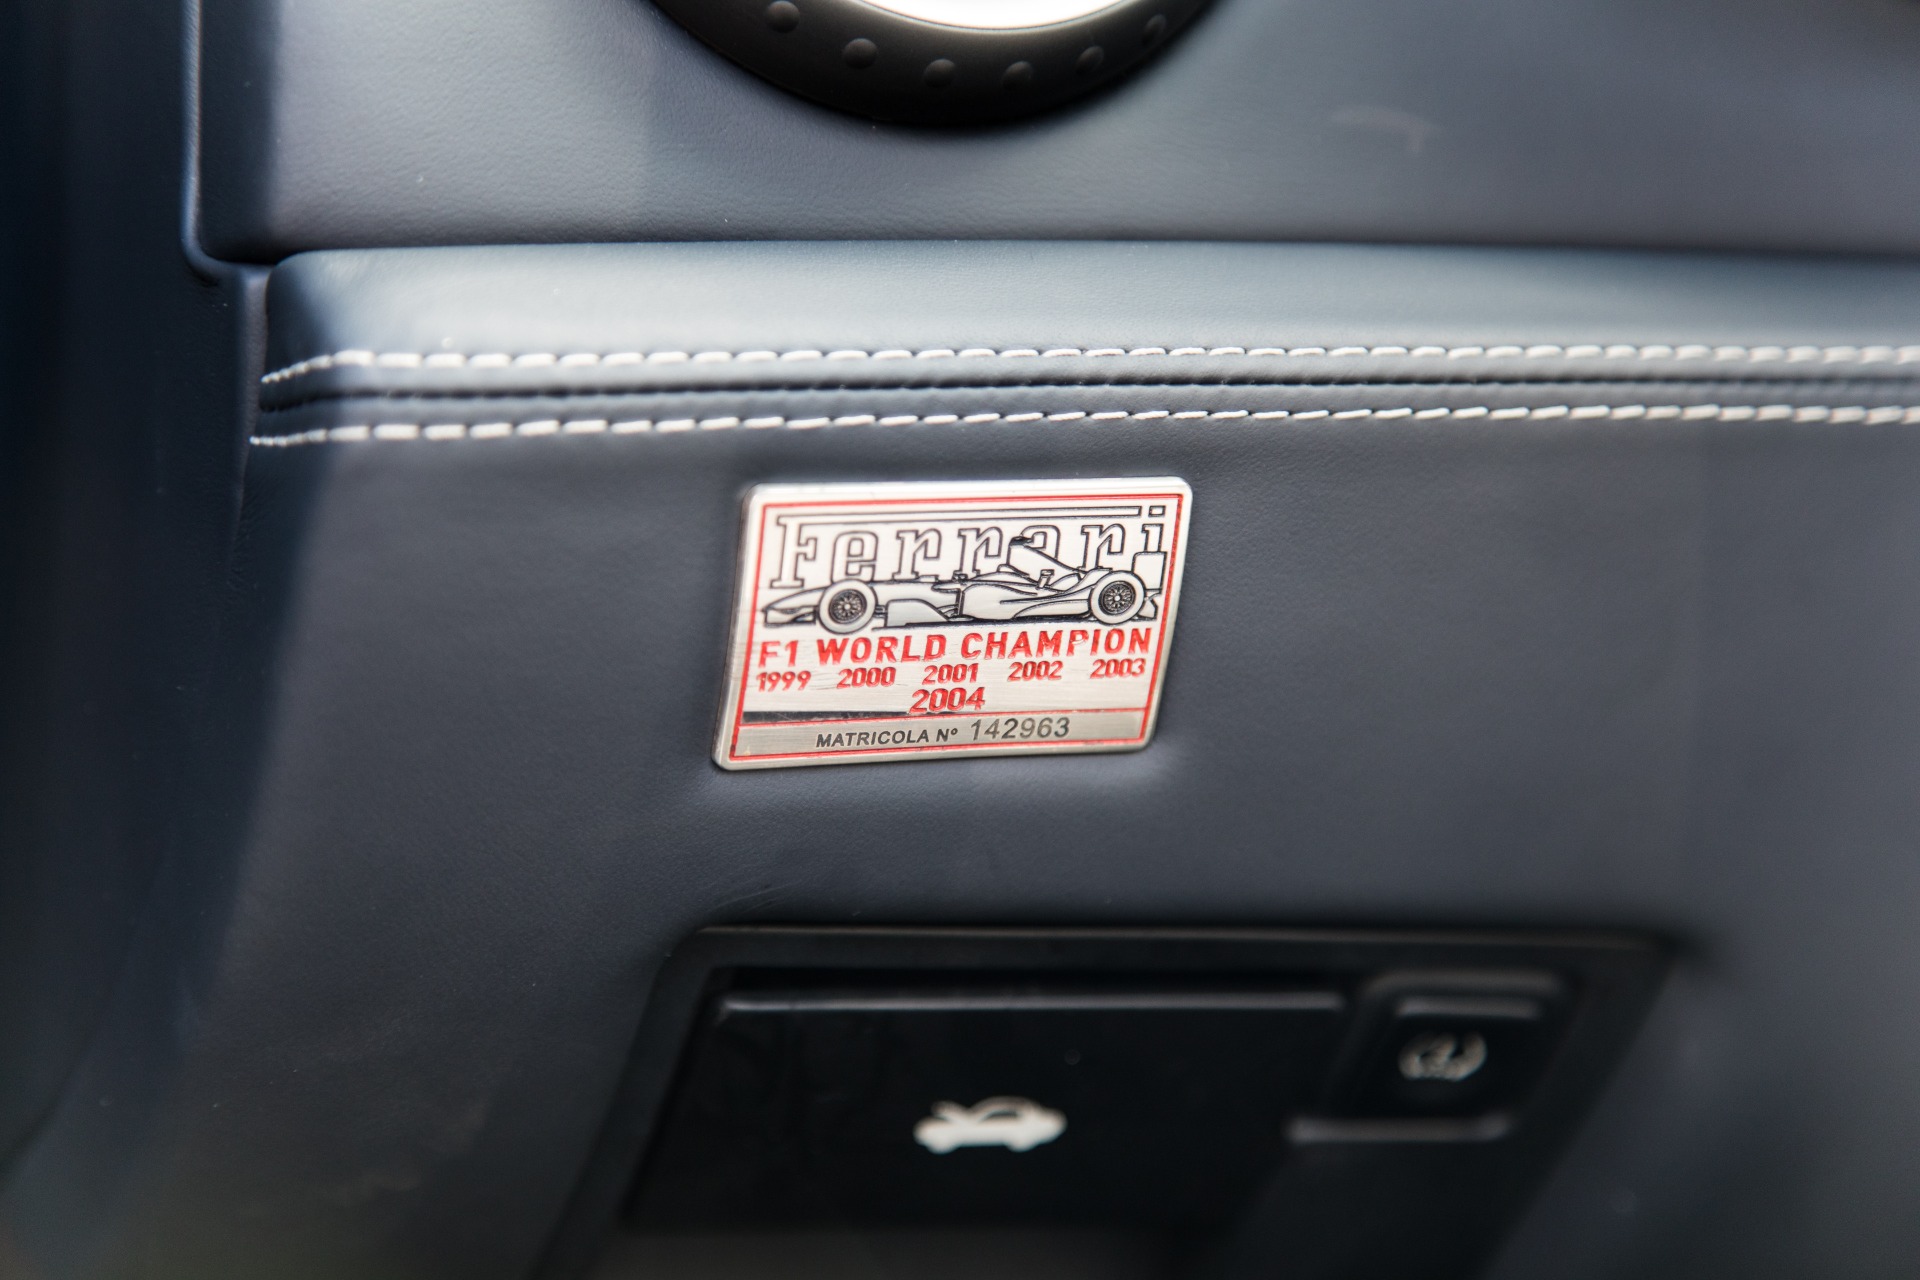 Ferrari
F1 WORLD CHAMPION
1999 2000 2001 2002 2003
2004
MATRICOLA Nº 142963